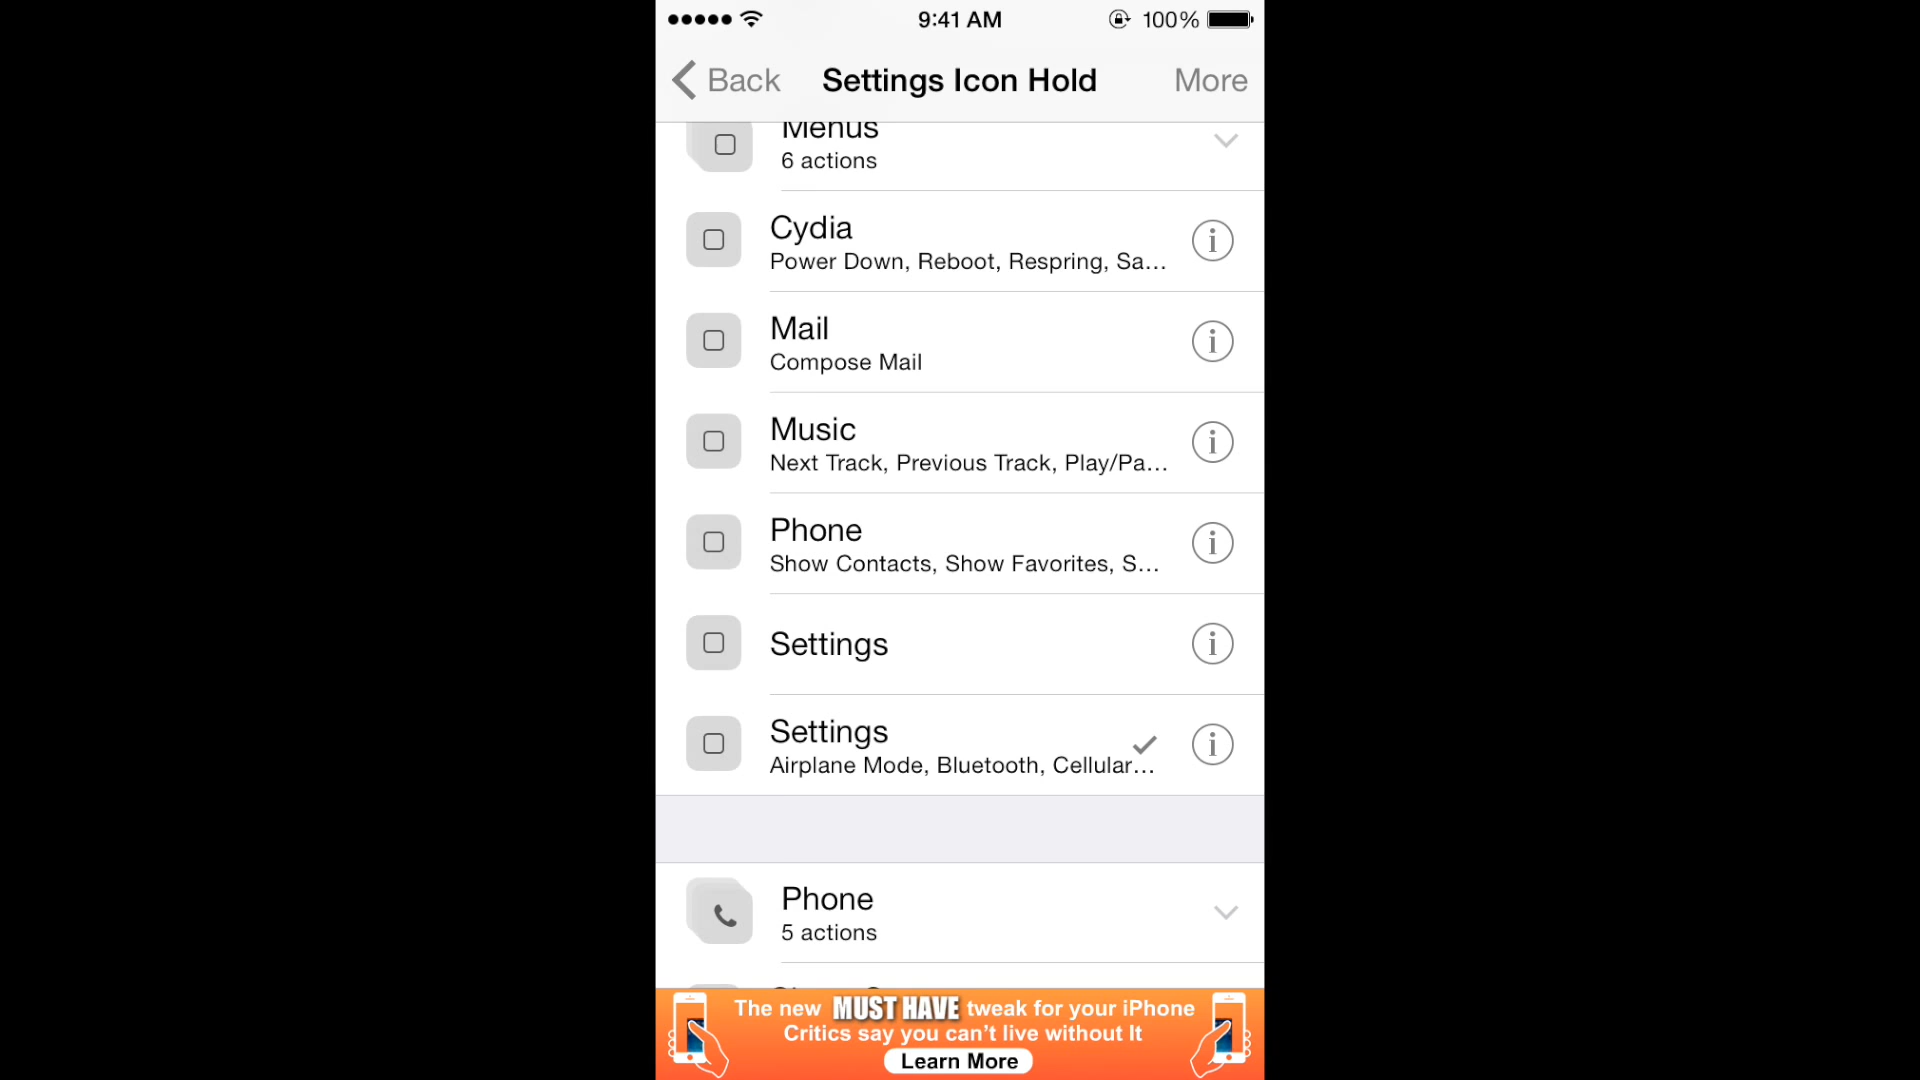 9:41 AM
100%
Back
Settings Icon Hold
More
Menus
6 actions
Cydia
Power Down, Reboot, Respring, Sa...
Mail
Compose Mail
Music
Next Track, Previous Track, Play/Pa...
Phone
Show Contacts, Show Favorites, S...
Settings
Settings
Airplane Mode, Bluetooth, Cellular...
Phone
5 actions
The new MUST HAVE tweak for your iPhone
Critics say you can't live without It
Learn More